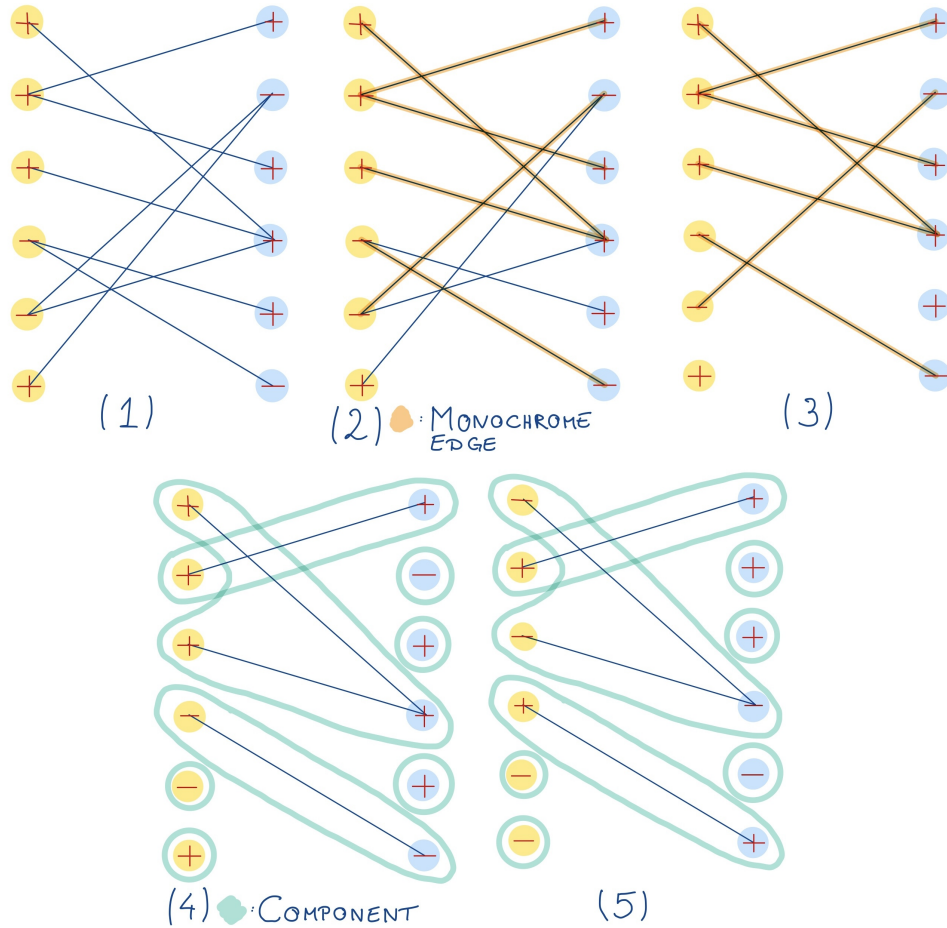 (1)
(2) : MONOCHROME
EDGE
(3)
(4) : COMPONENT
(5)